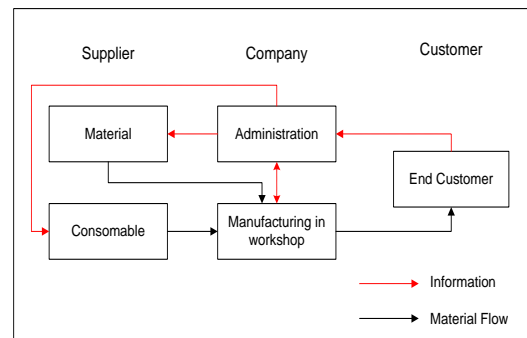 Supplier
Company
Customer
Material
Administration
End Customer
Consomable
Manufacturing in
workshop
Information
Material Flow